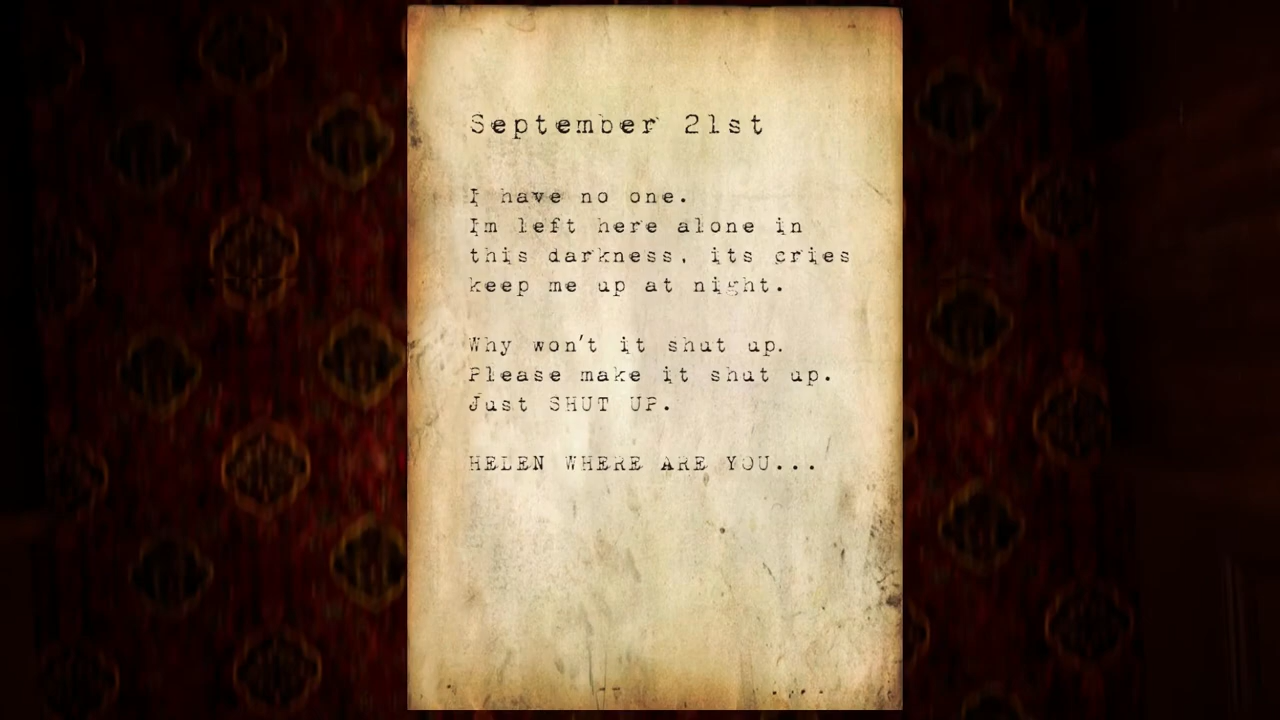 September 21st
I have no one.
Im left here alone in
this darkness, its cries
keep me up at night.
Why won't it shut up.
Please make it shut up.
Just SHUT UP.
HELEN WHERE ARE YOU...